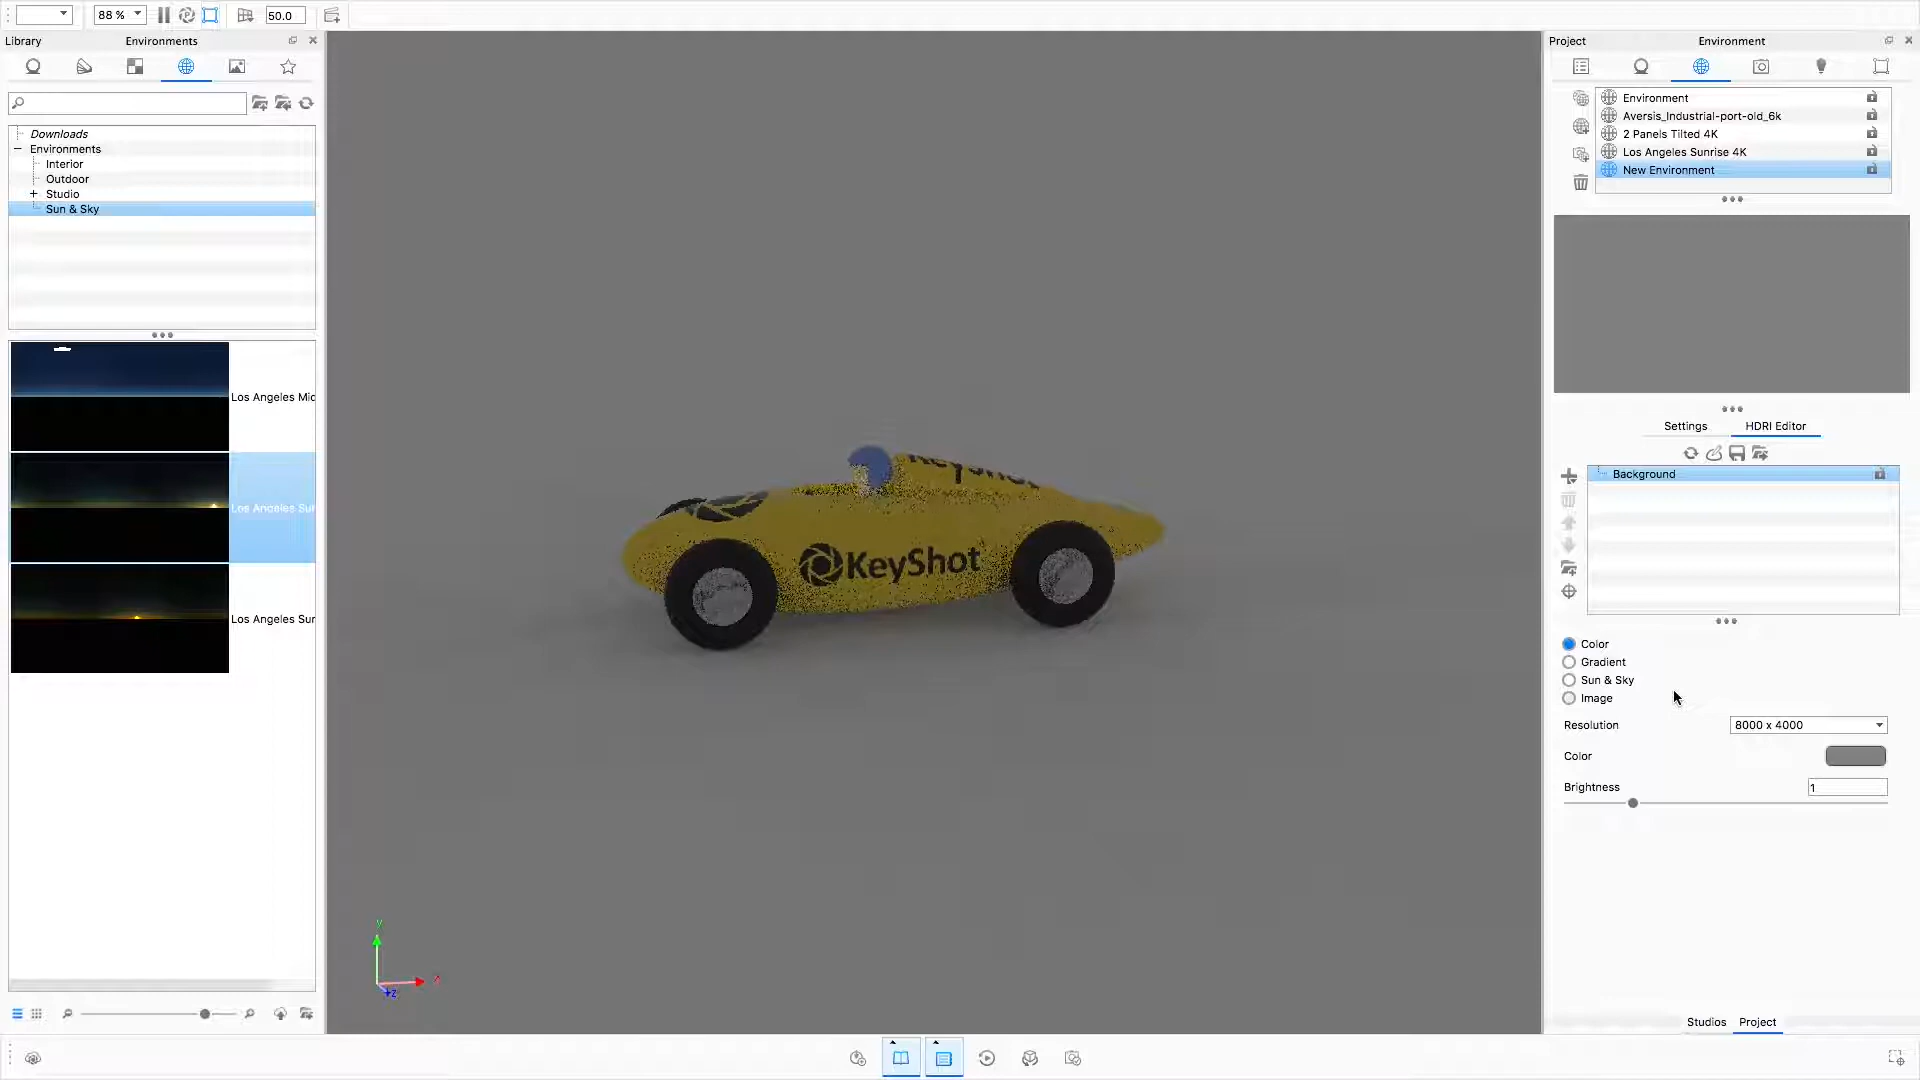 88 %
50.0
Library
Environments
Downloads
Environments
Interior
Outdoor
Studio
Sun & Sky
Los Angeles Mic
Los Angeles Sur
Los Angeles Sur
KeyShot
KeyShot
y
x
z
Project
Environment
Environment
Aversis_Industrial-port-old_6k
2 Panels Tilted 4K
Los Angeles Sunrise 4K
New Environment
Settings
HDRI Editor
Background
Color
Gradient
Sun & Sky
Image
Resolution
8000 x 4000
Color
Brightness
1
Studios
Project